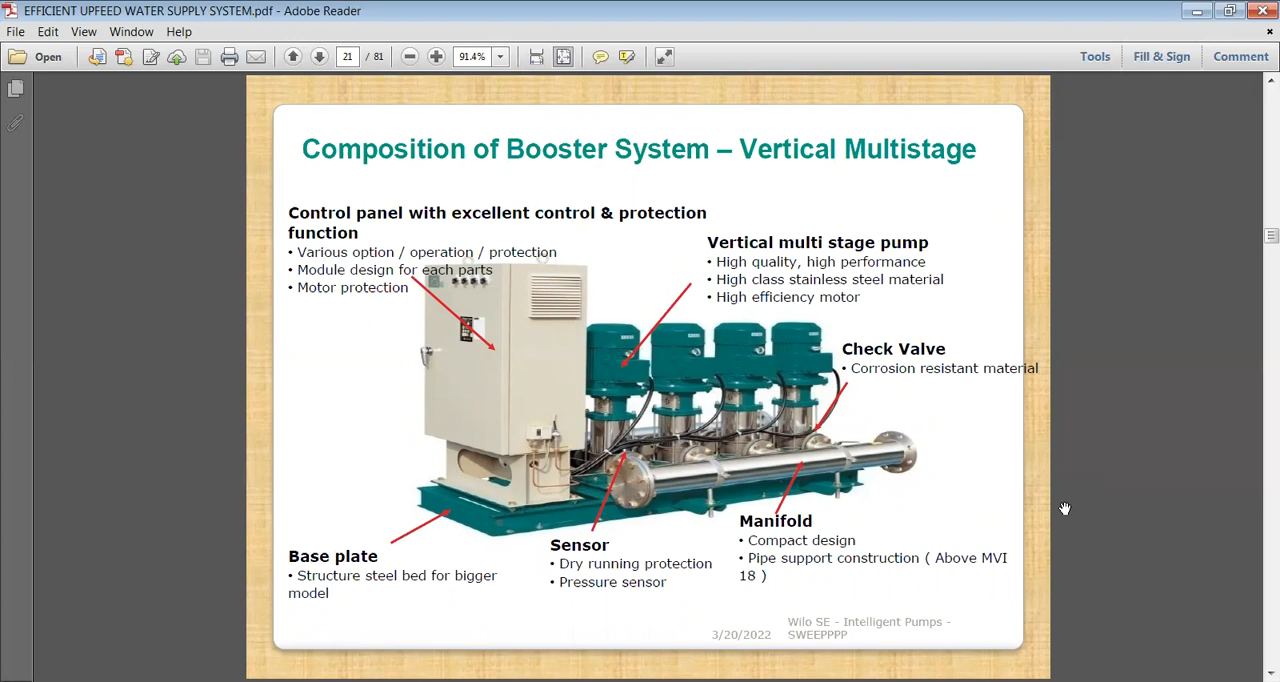 EFFICIENT UPFEED WATER SUPPLY SYSTEM.pdf - Adobe Reader
File Edit View Window Help
Open 21 / 81 91.4% Tools Fill & Sign Comment
Composition of Booster System – Vertical Multistage
Control panel with excellent control & protection
function
• Various option / operation / protection
• Module design for each parts
• Motor protection
Vertical multi stage pump
• High quality, high performance
• High class stainless steel material
• High efficiency motor
Check Valve
• Corrosion resistant material
Base plate
• Structure steel bed for bigger
model
Sensor
• Dry running protection
• Pressure sensor
Manifold
• Compact design
• Pipe support construction ( Above MVI
18 )
3/20/2022
Wilo SE - Intelligent Pumps -
SWEEPPPP